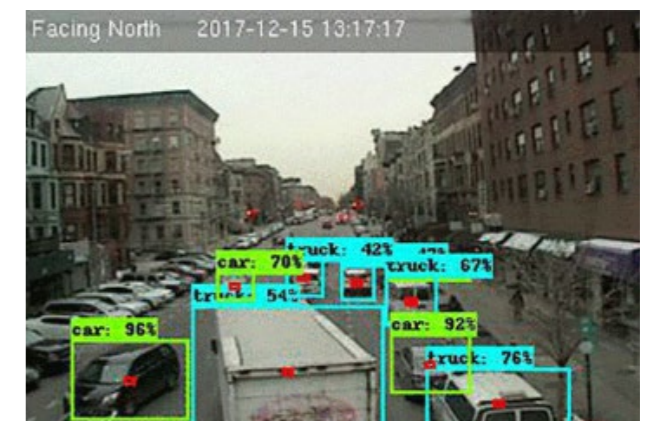 Facing North 2017-12-15 13:17:17
truck: 42%
car: 70%
truck: 67%
truck: 54%
car: 92%
car: 96%
truck: 76%